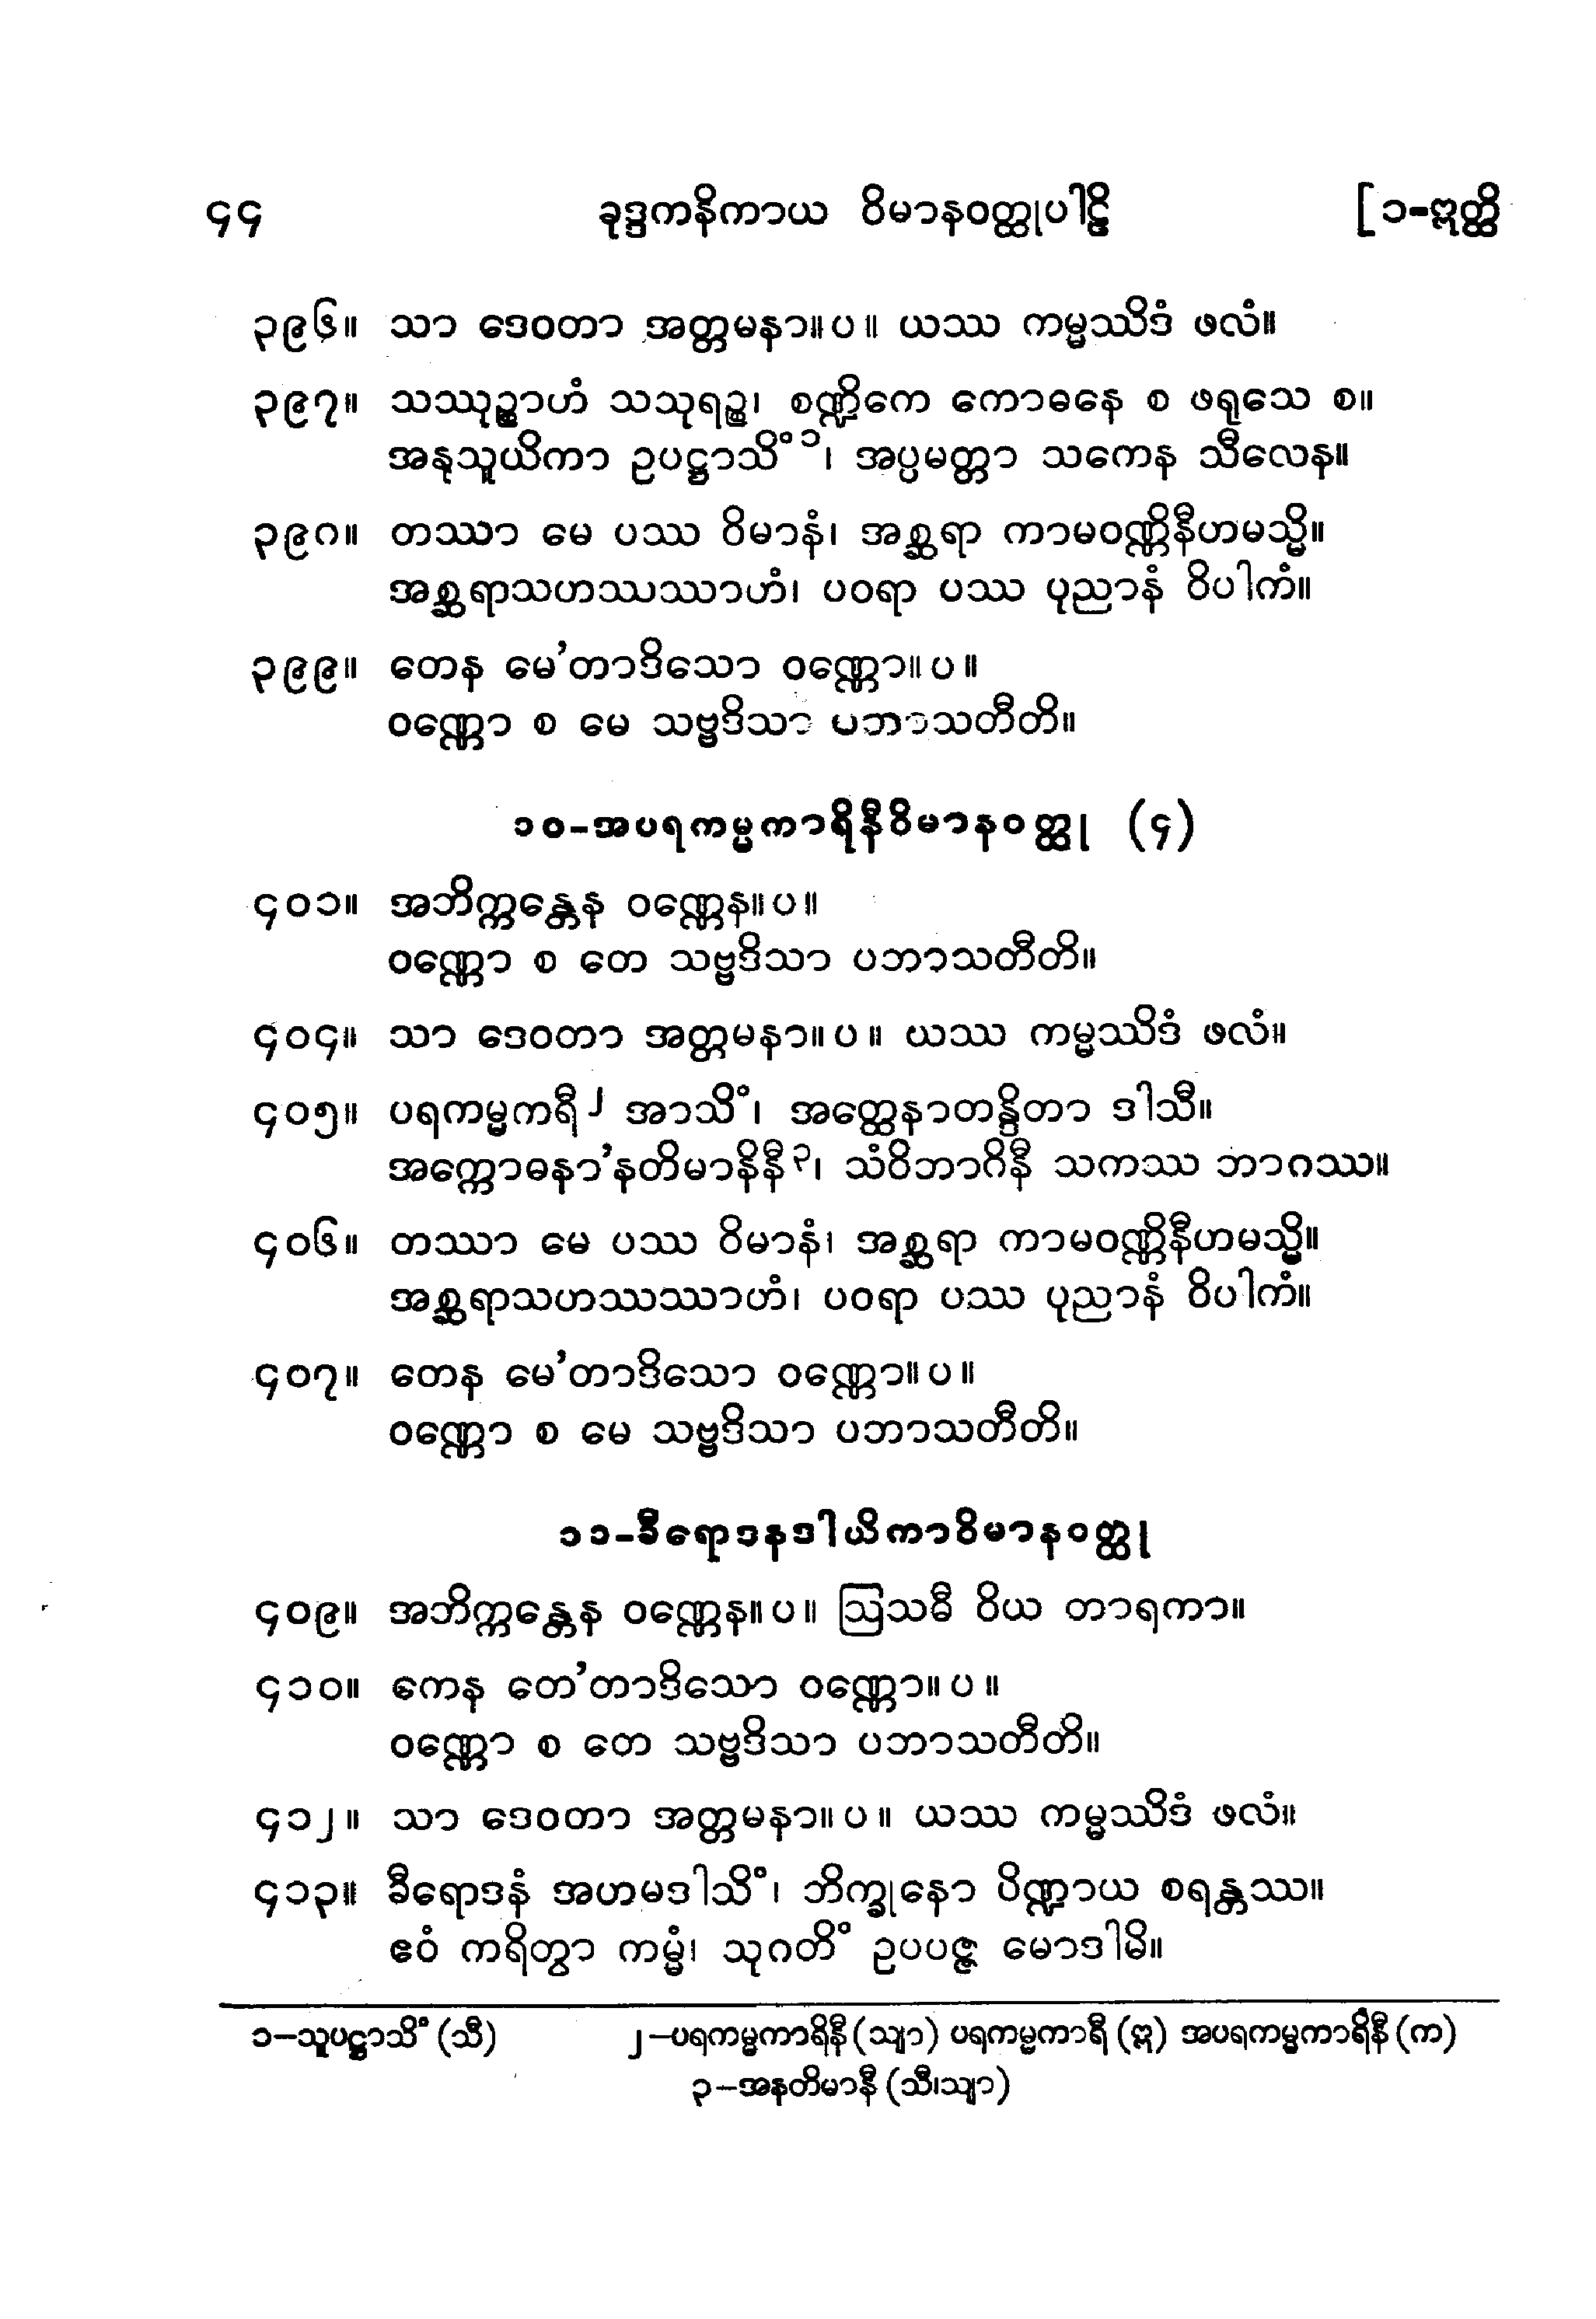 ၄၄ ခုဒ္ဒကနိကာယ ဝိမာနဝတ္ထုပါဠိ [၁-ဣတ္ထိ
၃၉၆။ သာ ဒေဝတာ အတ္တမနာ။ပ။ ယဿ ကမ္မဿိဒံ ဖလံ။
၃၉၇။ သဿုဉ္စာဟံ သသုရဉ္စ၊ စဏ္ဍိကေ ကောဓနေ စ ဖရုသေ စ။
အနုသူယိကာ ဥပဋ္ဌာသိံ ၁၊ အပ္ပမတ္တာ သကေန သီလေန။
၃၉၈။ တဿာ မေ ပဿ ဝိမာနံ၊ အစ္ဆရာ ကာမဝဏ္ဏိနီဟမသ္မိ။
အစ္ဆရာသဟဿဿာဟံ၊ ပဝရာ ပဿ ပုညာနံ ဝိပါကံ။
၃၉၉။ တေန မေ’တာဒိသော ဝဏ္ဏော။ပ။
ဝဏ္ဏော စ မေ သဗ္ဗဒိသာ ပဘာသတီတိ။
၁၀-အပရကမ္မကာရိနီဝိမာနဝတ္ထု (၄)
၄၀၁။ အဘိက္ကန္တေန ဝဏ္ဏေန။ပ။
ဝဏ္ဏော စ တေ သဗ္ဗဒိသာ ပဘာသတီတိ။
၄၀၄။ သာ ဒေဝတာ အတ္တမနာ။ပ။ ယဿ ကမ္မဿိဒံ ဖလံ။
၄၀၅။ ပရကမ္မကရီ ၂ အာသိံ၊ အတ္ထေနာတန္ဒိတာ ဒါသီ။
အက္ကောဓနာ’နတိမာနိနီ ၃၊ သံဝိဘာဂိနီ သကဿ ဘာဂဿ။
၄၀၆။ တဿာ မေ ပဿ ဝိမာနံ၊ အစ္ဆရာ ကာမဝဏ္ဏိနီဟမသ္မိ။
အစ္ဆရာသဟဿဿာဟံ၊ ပဝရာ ပဿ ပုညာနံ ဝိပါကံ။
၄၀၇။ တေန မေ’တာဒိသော ဝဏ္ဏော။ပ။
ဝဏ္ဏော စ မေ သဗ္ဗဒိသာ ပဘာသတီတိ။
၁၁-ခီရောဒနဒါယိကာဝိမာနဝတ္ထု
၄၀၉။ အဘိက္ကန္တေန ဝဏ္ဏေန။ပ။ ဩသဓီ ဝိယ တာရကာ။
၄၁၀။ ကေန တေ’တာဒိသော ဝဏ္ဏော။ပ။
ဝဏ္ဏော စ တေ သဗ္ဗဒိသာ ပဘာသတီတိ။
၄၁၂။ သာ ဒေဝတာ အတ္တမနာ။ပ။ ယဿ ကမ္မဿိဒံ ဖလံ။
၄၁၃။ ခီရောဒနံ အဟမဒါသိံ၊ ဘိက္ခုနော ပိဏ္ဍာယ စရန္တဿ။
ဧဝံ ကရိတွာ ကမ္မံ၊ သုဂတိံ ဥပပဇ္ဇ မောဒါမိ။
၁-သူပဋ္ဌာသိံ (သီ) ၂-ပရကမ္မကာရိနီ (သျာ) ပရကမ္မကာရီ (ဣ) အပရကမ္မကာရိနီ (က)
၃-အနတိမာနီ (သီ၊သျာ)